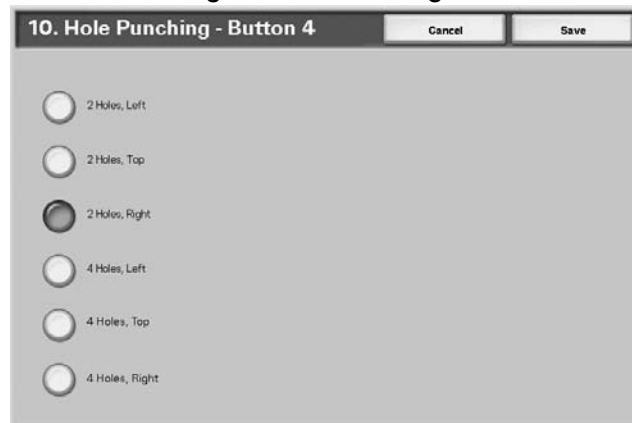 10. Hole Punching - Button 4
Cancel
Save
2 Holes, Left
2 Holes, Top
2 Holes, Right
4 Holes, Left
4 Holes, Top
4 Holes, Right